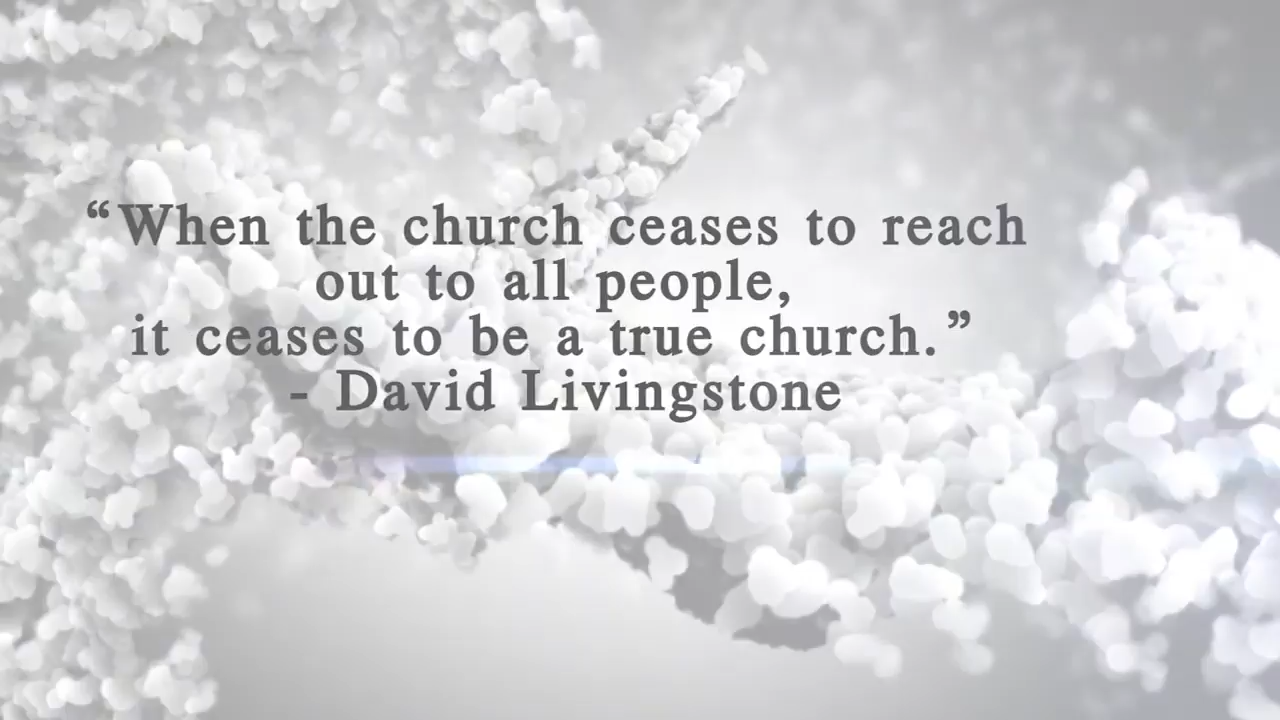 “When the church ceases to reach
out to all people,
it ceases to be a true church.”
- David Livingstone